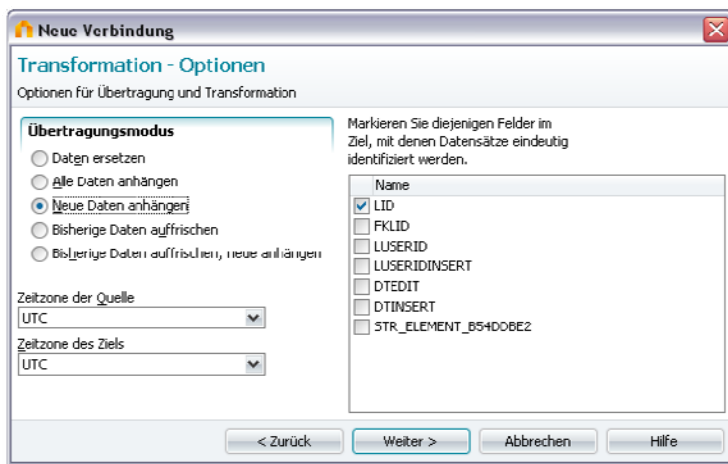 Neue Verbindung
Transformation - Optionen
Optionen für Übertragung und Transformation
Übertragungsmodus
Daten ersetzen
Alle Daten anhängen
Neue Daten anhängen
Bisherige Daten auffrischen
Bisherige Daten auffrischen, neue anhängen
Zeitzone der Quelle
UTC
Zeitzone des Ziels
UTC
Markieren Sie diejenigen Felder im
Ziel, mit denen Datensätze eindeutig
identifiziert werden.
Name
LID
FKLID
LUSERID
LUSERIDINSERT
DTEDIT
DTINSERT
STR_ELEMENT_B54DDBE2
< Zurück
Weiter >
Abbrechen
Hilfe